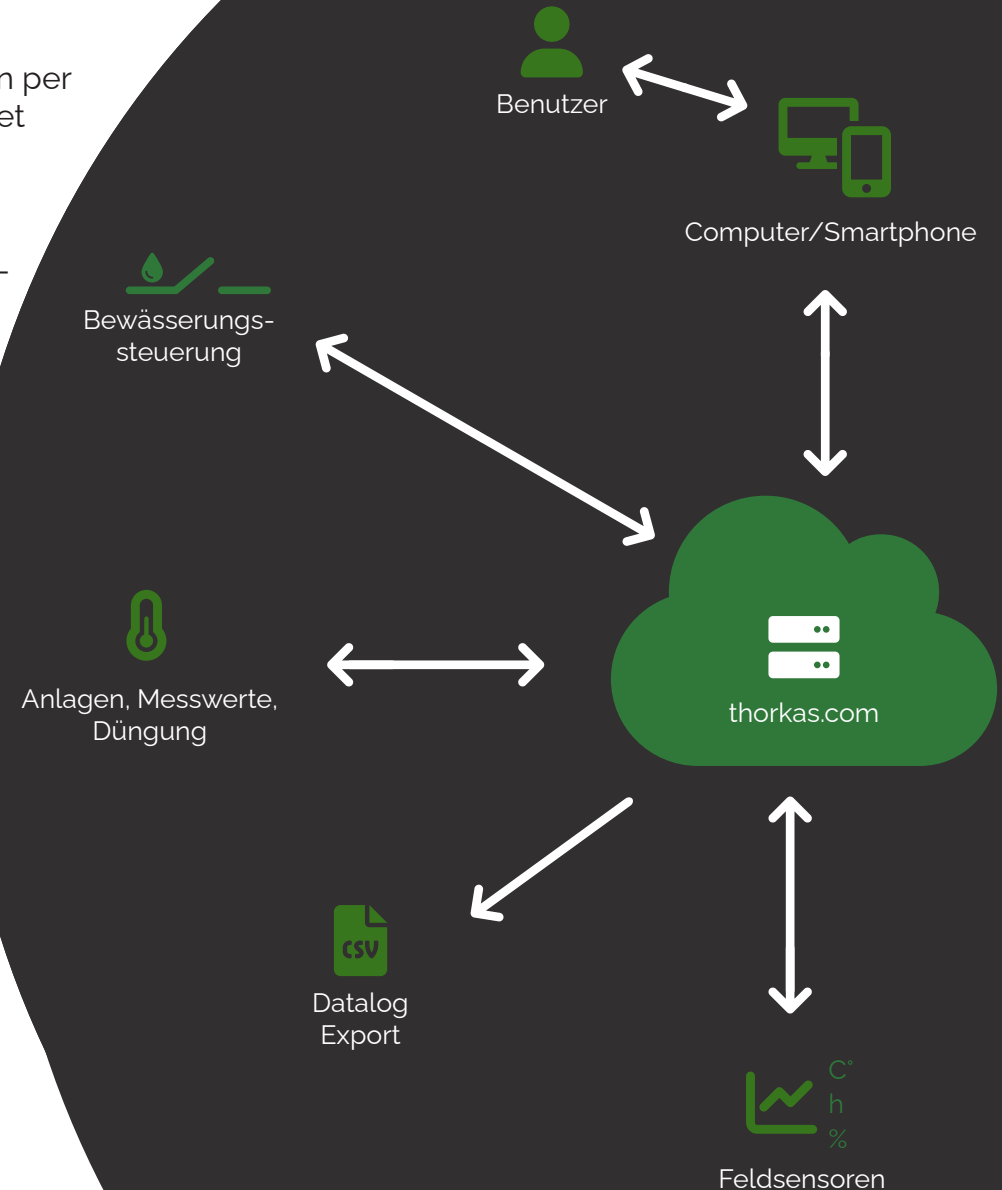 n per
et
-
Benutzer
Computer/Smartphone
Bewässerungs-
steuerung
Anlagen, Messwerte,
Düngung
thorkas.com
CSV
Datalog
Export
C°
h
%
Feldsensoren